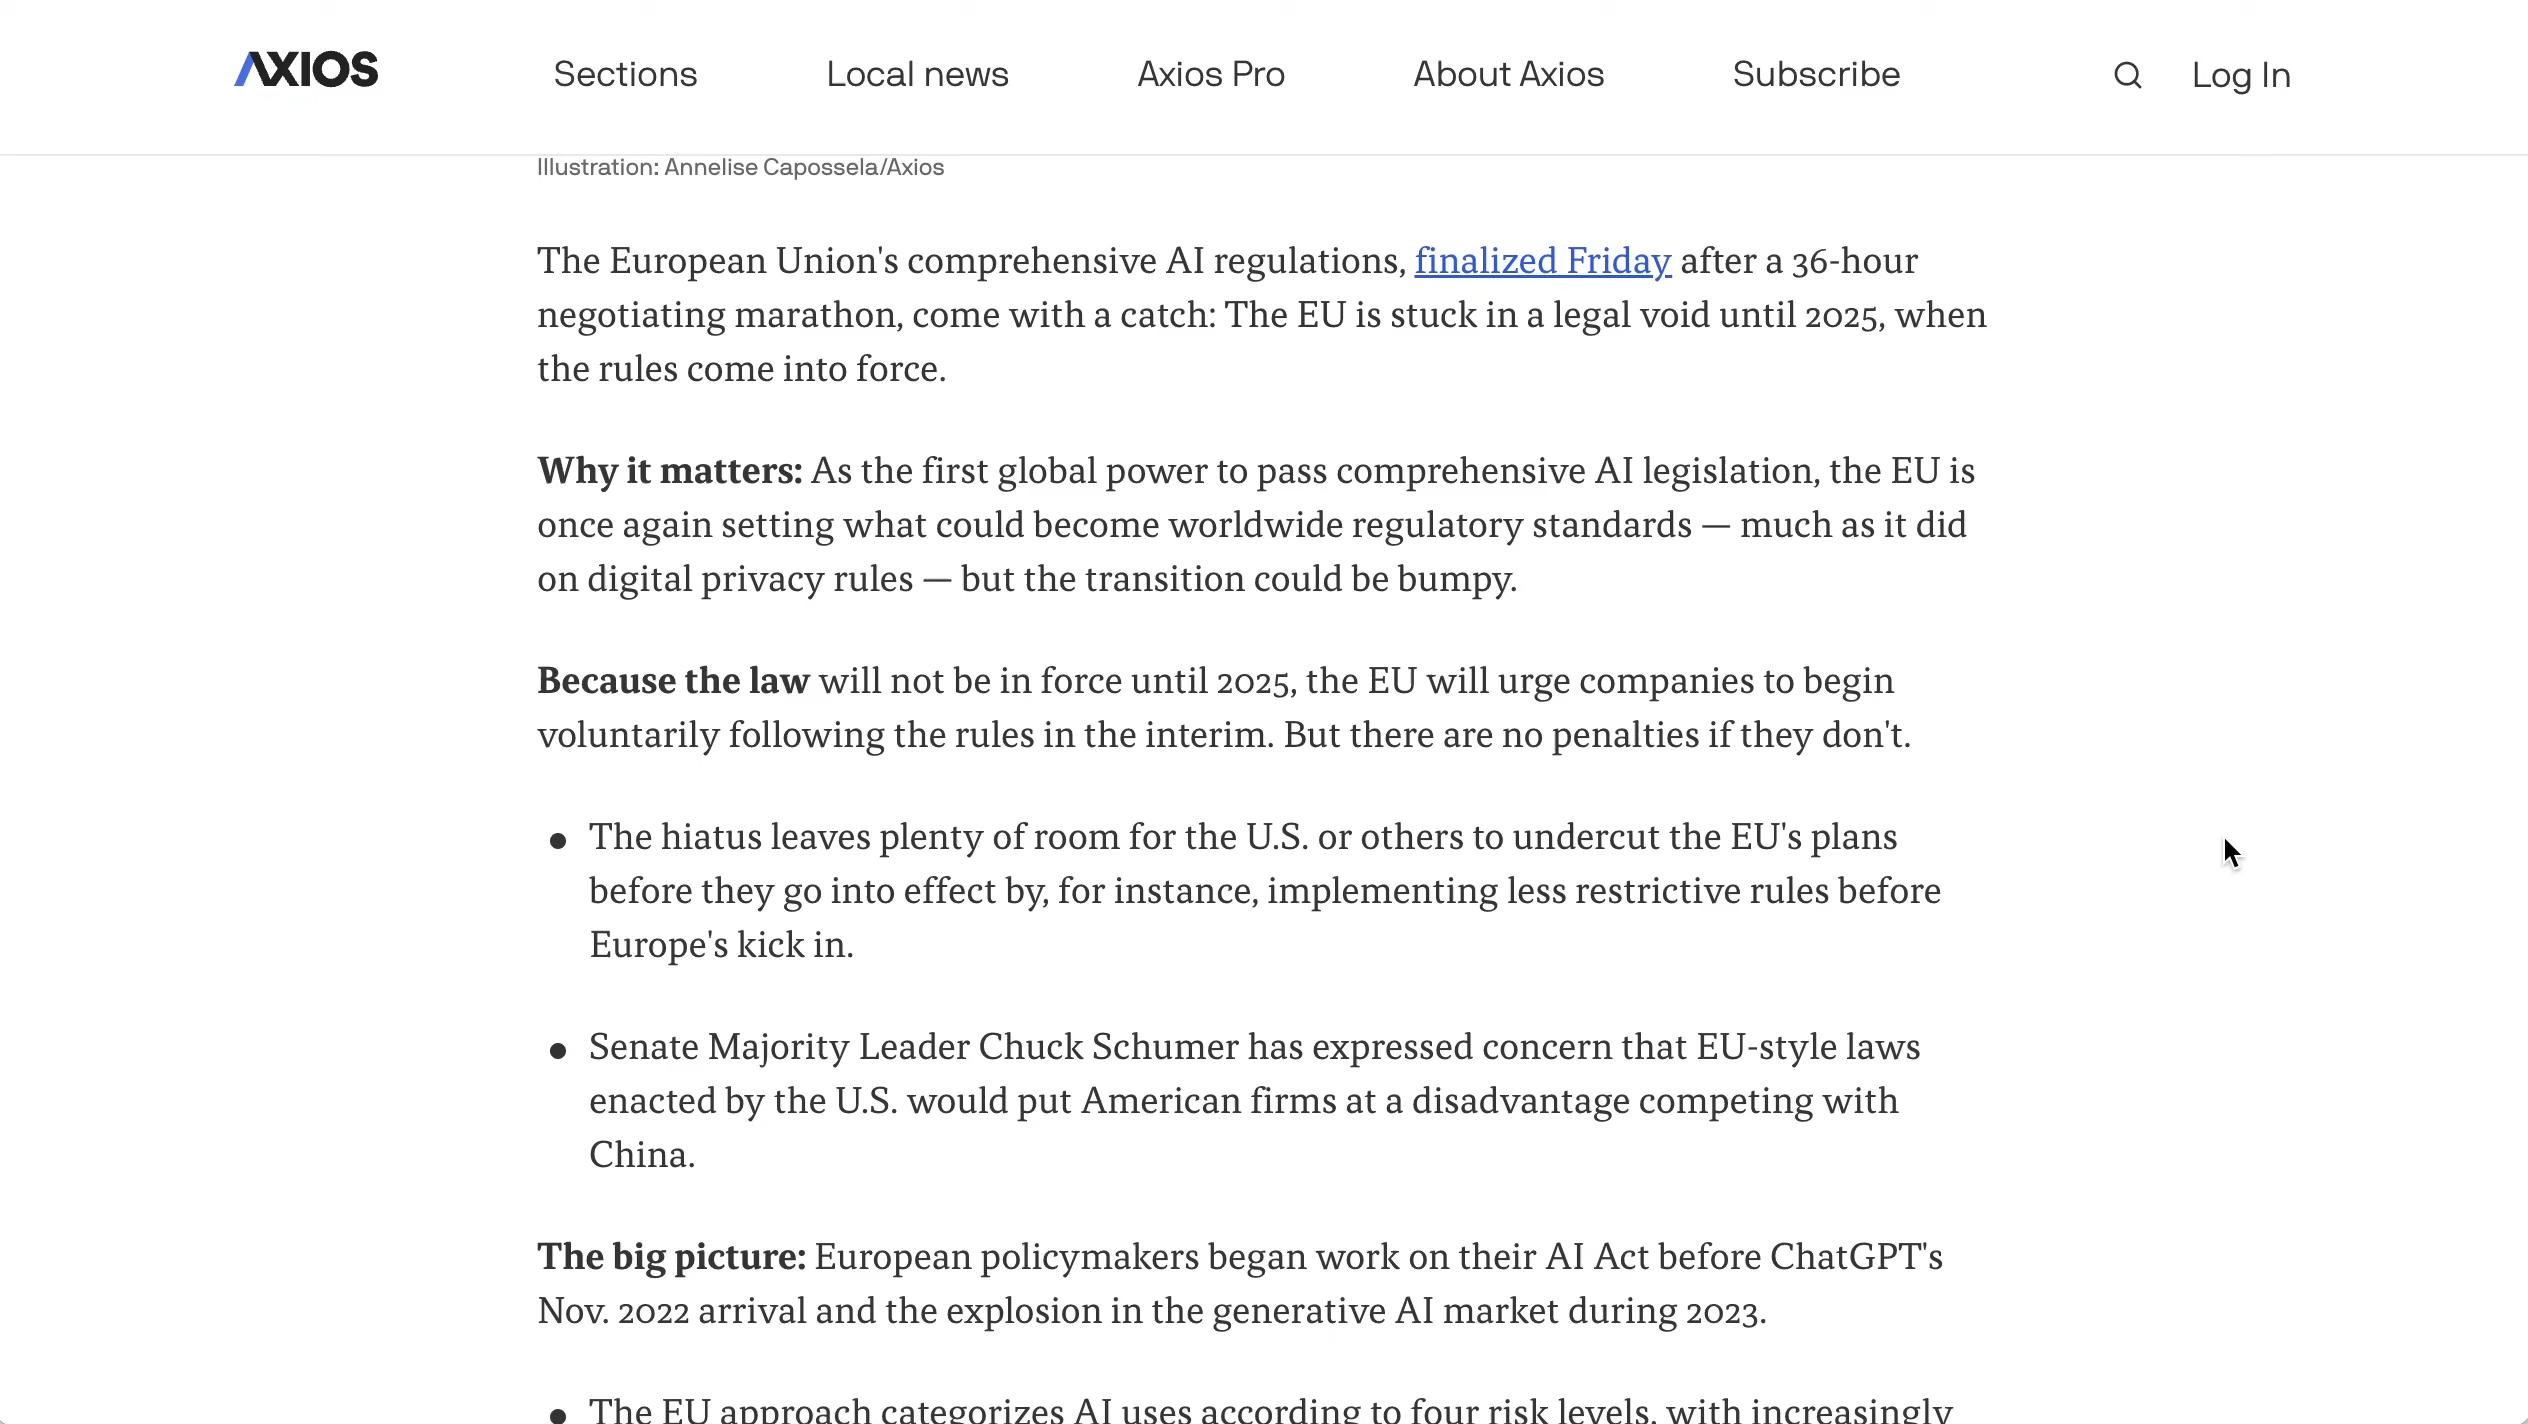 AXIOS
Sections
Local news
Axios Pro
About Axios
Subscribe
Log In
Illustration: Annelise Capossela/Axios
The European Union's comprehensive AI regulations, finalized Friday after a 36-hour
negotiating marathon, come with a catch: The EU is stuck in a legal void until 2025, when
the rules come into force.
Why it matters: As the first global power to pass comprehensive AI legislation, the EU is
once again setting what could become worldwide regulatory standards — much as it did
on digital privacy rules — but the transition could be bumpy.
Because the law will not be in force until 2025, the EU will urge companies to begin
voluntarily following the rules in the interim. But there are no penalties if they don't.
● The hiatus leaves plenty of room for the U.S. or others to undercut the EU's plans
before they go into effect by, for instance, implementing less restrictive rules before
Europe's kick in.
● Senate Majority Leader Chuck Schumer has expressed concern that EU-style laws
enacted by the U.S. would put American firms at a disadvantage competing with
China.
The big picture: European policymakers began work on their AI Act before ChatGPT's
Nov. 2022 arrival and the explosion in the generative AI market during 2023.
● The EU approach categorizes AI uses according to four risk levels, with increasingly